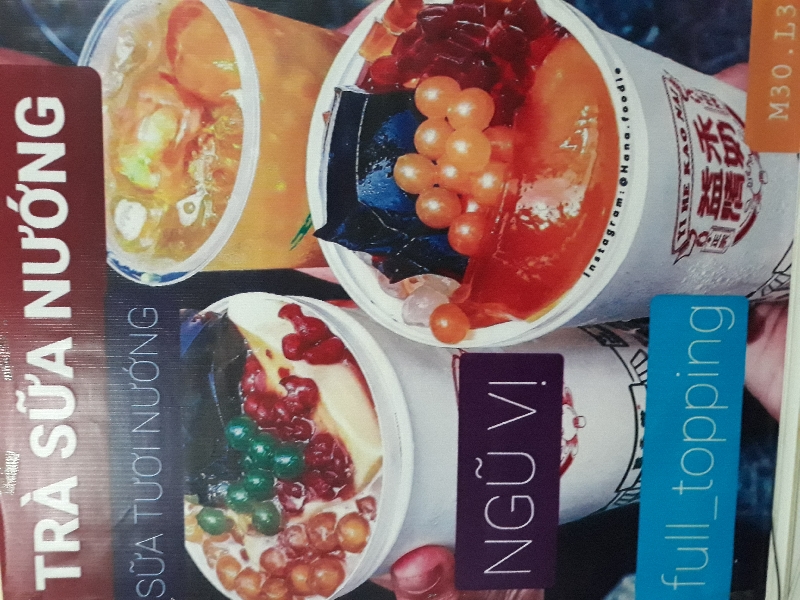 TRÀ SỮA NƯỚNG
SỮA TƯƠI NƯỚNG
NGŨ VỊ
Instagram:@Hana.foodie
full_topping
YI HE KAO NAI
益永
烤奶
M30.L3